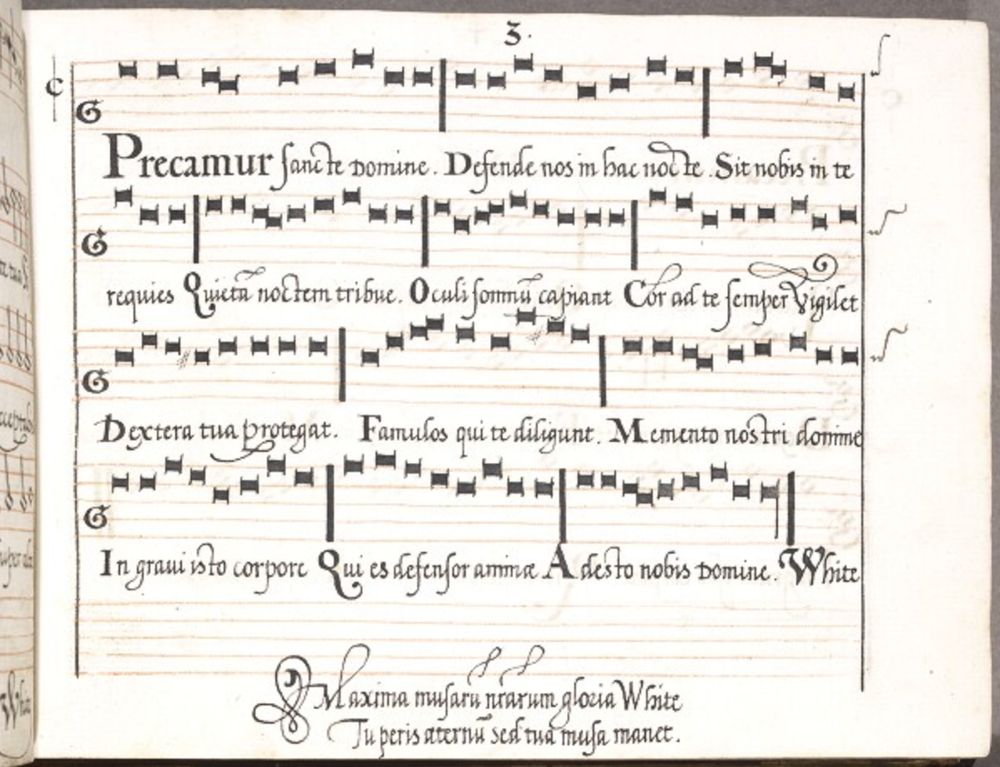 3.
Precamur sancte Domine. Defende nos in hac nocte. Sit nobis in te
requies Quietā noctem tribue. Oculi somnū capiant Cor ad te semper Vigilet
Dextera tua protegat. Famulos qui te diligunt. Memento nostri domine
In graui isto corpore Qui es defensor animæ Adesto nobis Domine. White
Maxima musarū nrārum gloria White
Tu peris æternū sed tua musa manet.